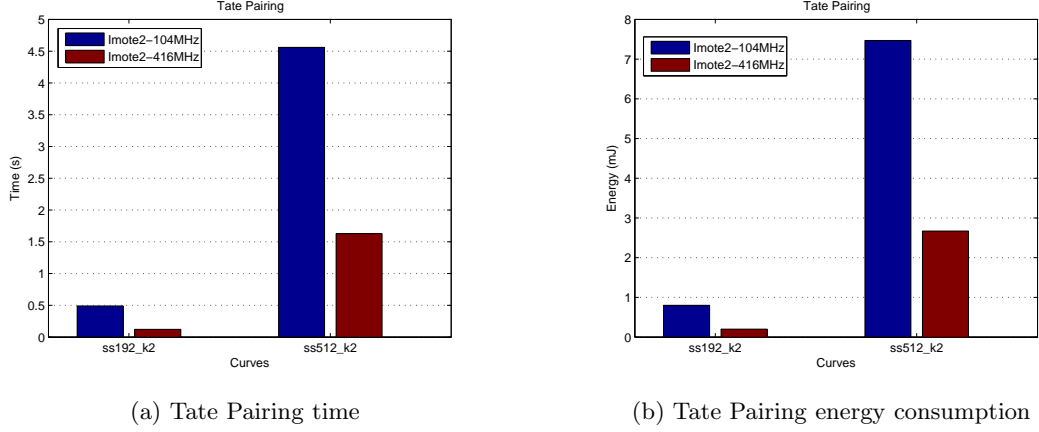 Tate Pairing
5
4.5
4
3.5
3
2.5
2
1.5
1
0.5
0
Time (s)
Imote2-104MHz
Imote2-416MHz
ss192_k2
ss512_k2
Curves
(a) Tate Pairing time
Tate Pairing
8
7
6
5
4
3
2
1
0
Energy (mJ)
Imote2-104MHz
Imote2-416MHz
ss192_k2
ss512_k2
Curves
(b) Tate Pairing energy consumption